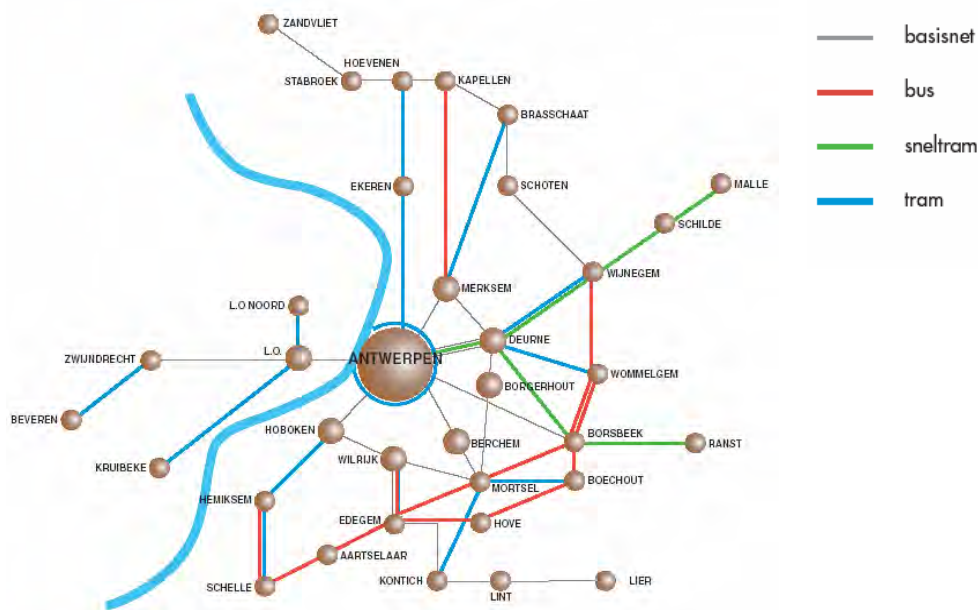 ZANDVLIET
HOEVENEN
STABROEK
KAPELLEN
BRASSCHAAT
EKEREN
SCHOTEN
MALLE
SCHILDE
WIJNEGEM
MERKSEM
L.O NOORD
DEURNE
ZWIJNDRECHT
L.O.
ANTWERPEN
WOMMELGEM
BORGERHOUT
BEVEREN
HOBOKEN
BERCHEM
BORSBEEK
RANST
WILRIJK
KRUIBEKE
MORTSEL
BOECHOUT
HEMIKSEM
EDEGEM
HOVE
AARTSELAAR
SCHELLE
KONTICH
LINT
LIER
basisnet
bus
sneltram
tram